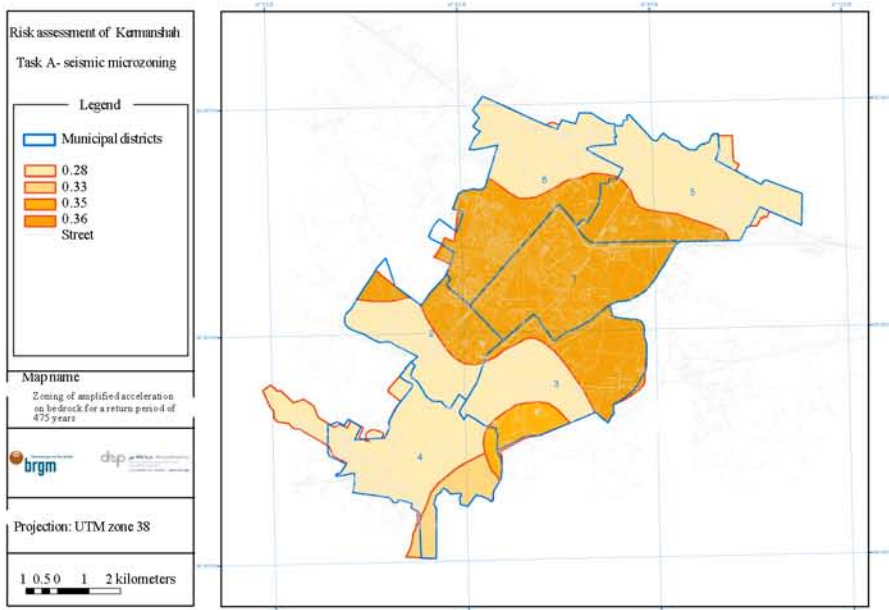 Risk assessment of Kermanshah
Task A- seismic microzoning
Legend
Municipal districts
0.28
0.33
0.35
0.36
Street
Map name
Zoning of amplified acceleration
on bedrock for a return period of
475 years
brgm
Projection: UTM zone 38
1 0.5 0 1 2 kilometers
6
5
1
2
3
4